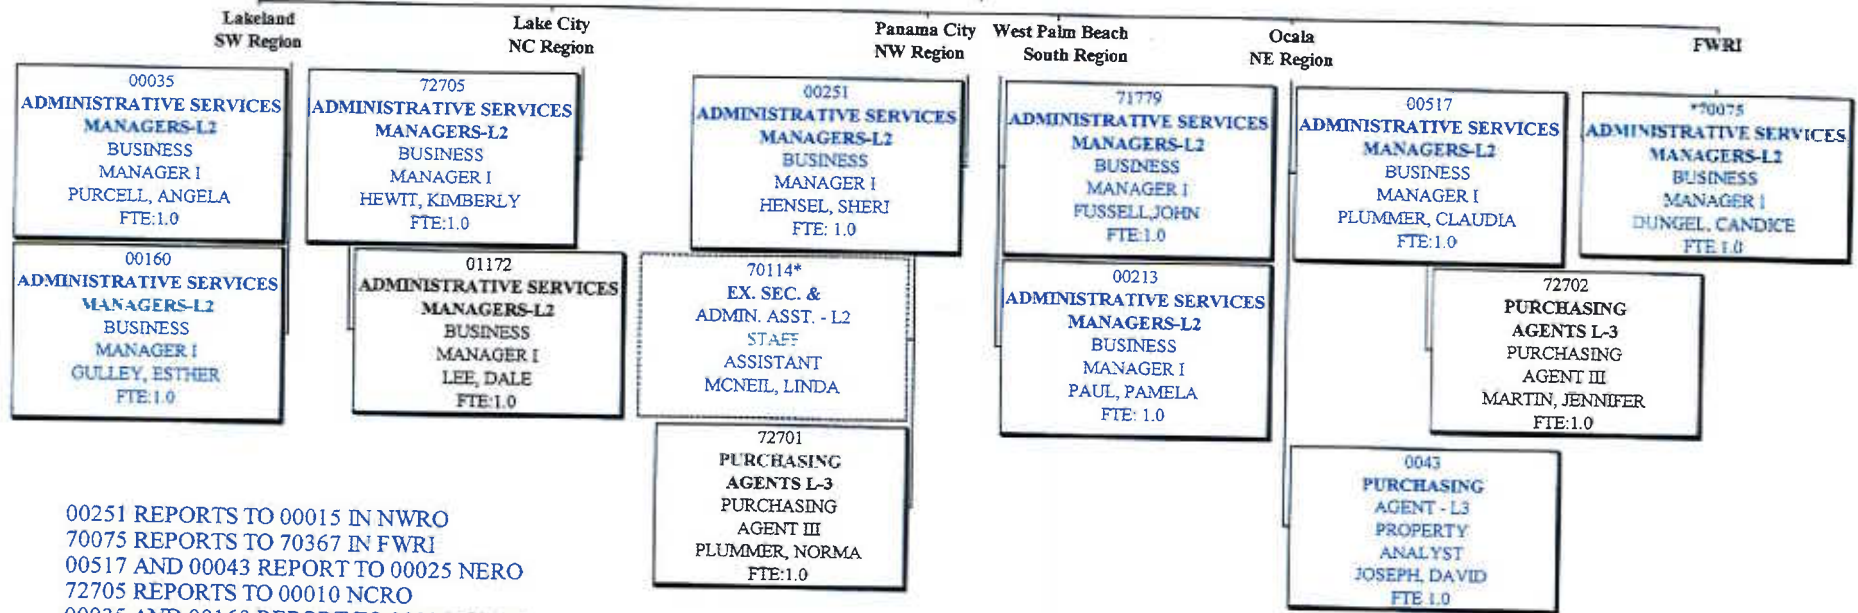 Lakeland
SW Region
Lake City
NC Region
Panama City
NW Region
West Palm Beach
South Region
Ocala
NE Region
FWRI
00035
ADMINISTRATIVE SERVICES
MANAGERS-L2
BUSINESS
MANAGER I
PURCELL, ANGELA
FTE:1.0
72705
ADMINISTRATIVE SERVICES
MANAGERS-L2
BUSINESS
MANAGER I
HEWIT, KIMBERLY
FTE:1.0
00251
ADMINISTRATIVE SERVICES
MANAGERS-L2
BUSINESS
MANAGER I
HENSEL, SHERI
FTE: 1.0
71779
ADMINISTRATIVE SERVICES
MANAGERS-L2
BUSINESS
MANAGER I
FUSSELL,JOHN
FTE:1.0
00517
ADMINISTRATIVE SERVICES
MANAGERS-L2
BUSINESS
MANAGER I
PLUMMER, CLAUDIA
FTE:1.0
*70075
ADMINISTRATIVE SERVICES
MANAGERS-L2
BUSINESS
MANAGER I
DUNGEL, CANDICE
FTE 1.0
00160
ADMINISTRATIVE SERVICES
MANAGERS-L2
BUSINESS
MANAGER I
GULLEY, ESTHER
FTE:1.0
01172
ADMINISTRATIVE SERVICES
MANAGERS-L2
BUSINESS
MANAGER I
LEE, DALE
FTE:1.0
70114*
EX. SEC. &
ADMIN. ASST. - L2
STAFF
ASSISTANT
MCNEIL, LINDA
00213
ADMINISTRATIVE SERVICES
MANAGERS-L2
BUSINESS
MANAGER I
PAUL, PAMELA
FTE: 1.0
72702
PURCHASING
AGENTS L-3
PURCHASING
AGENT III
MARTIN, JENNIFER
FTE:1.0
72701
PURCHASING
AGENTS L-3
PURCHASING
AGENT III
PLUMMER, NORMA
FTE:1.0
0043
PURCHASING
AGENT - L3
PROPERTY
ANALYST
JOSEPH, DAVID
FTE 1.0
00251 REPORTS TO 00015 IN NWRO
70075 REPORTS TO 70367 IN FWRI
00517 AND 00043 REPORT TO 00025 NERO
72705 REPORTS TO 00010 NCRO
00035 AND 00160 REPORT TO